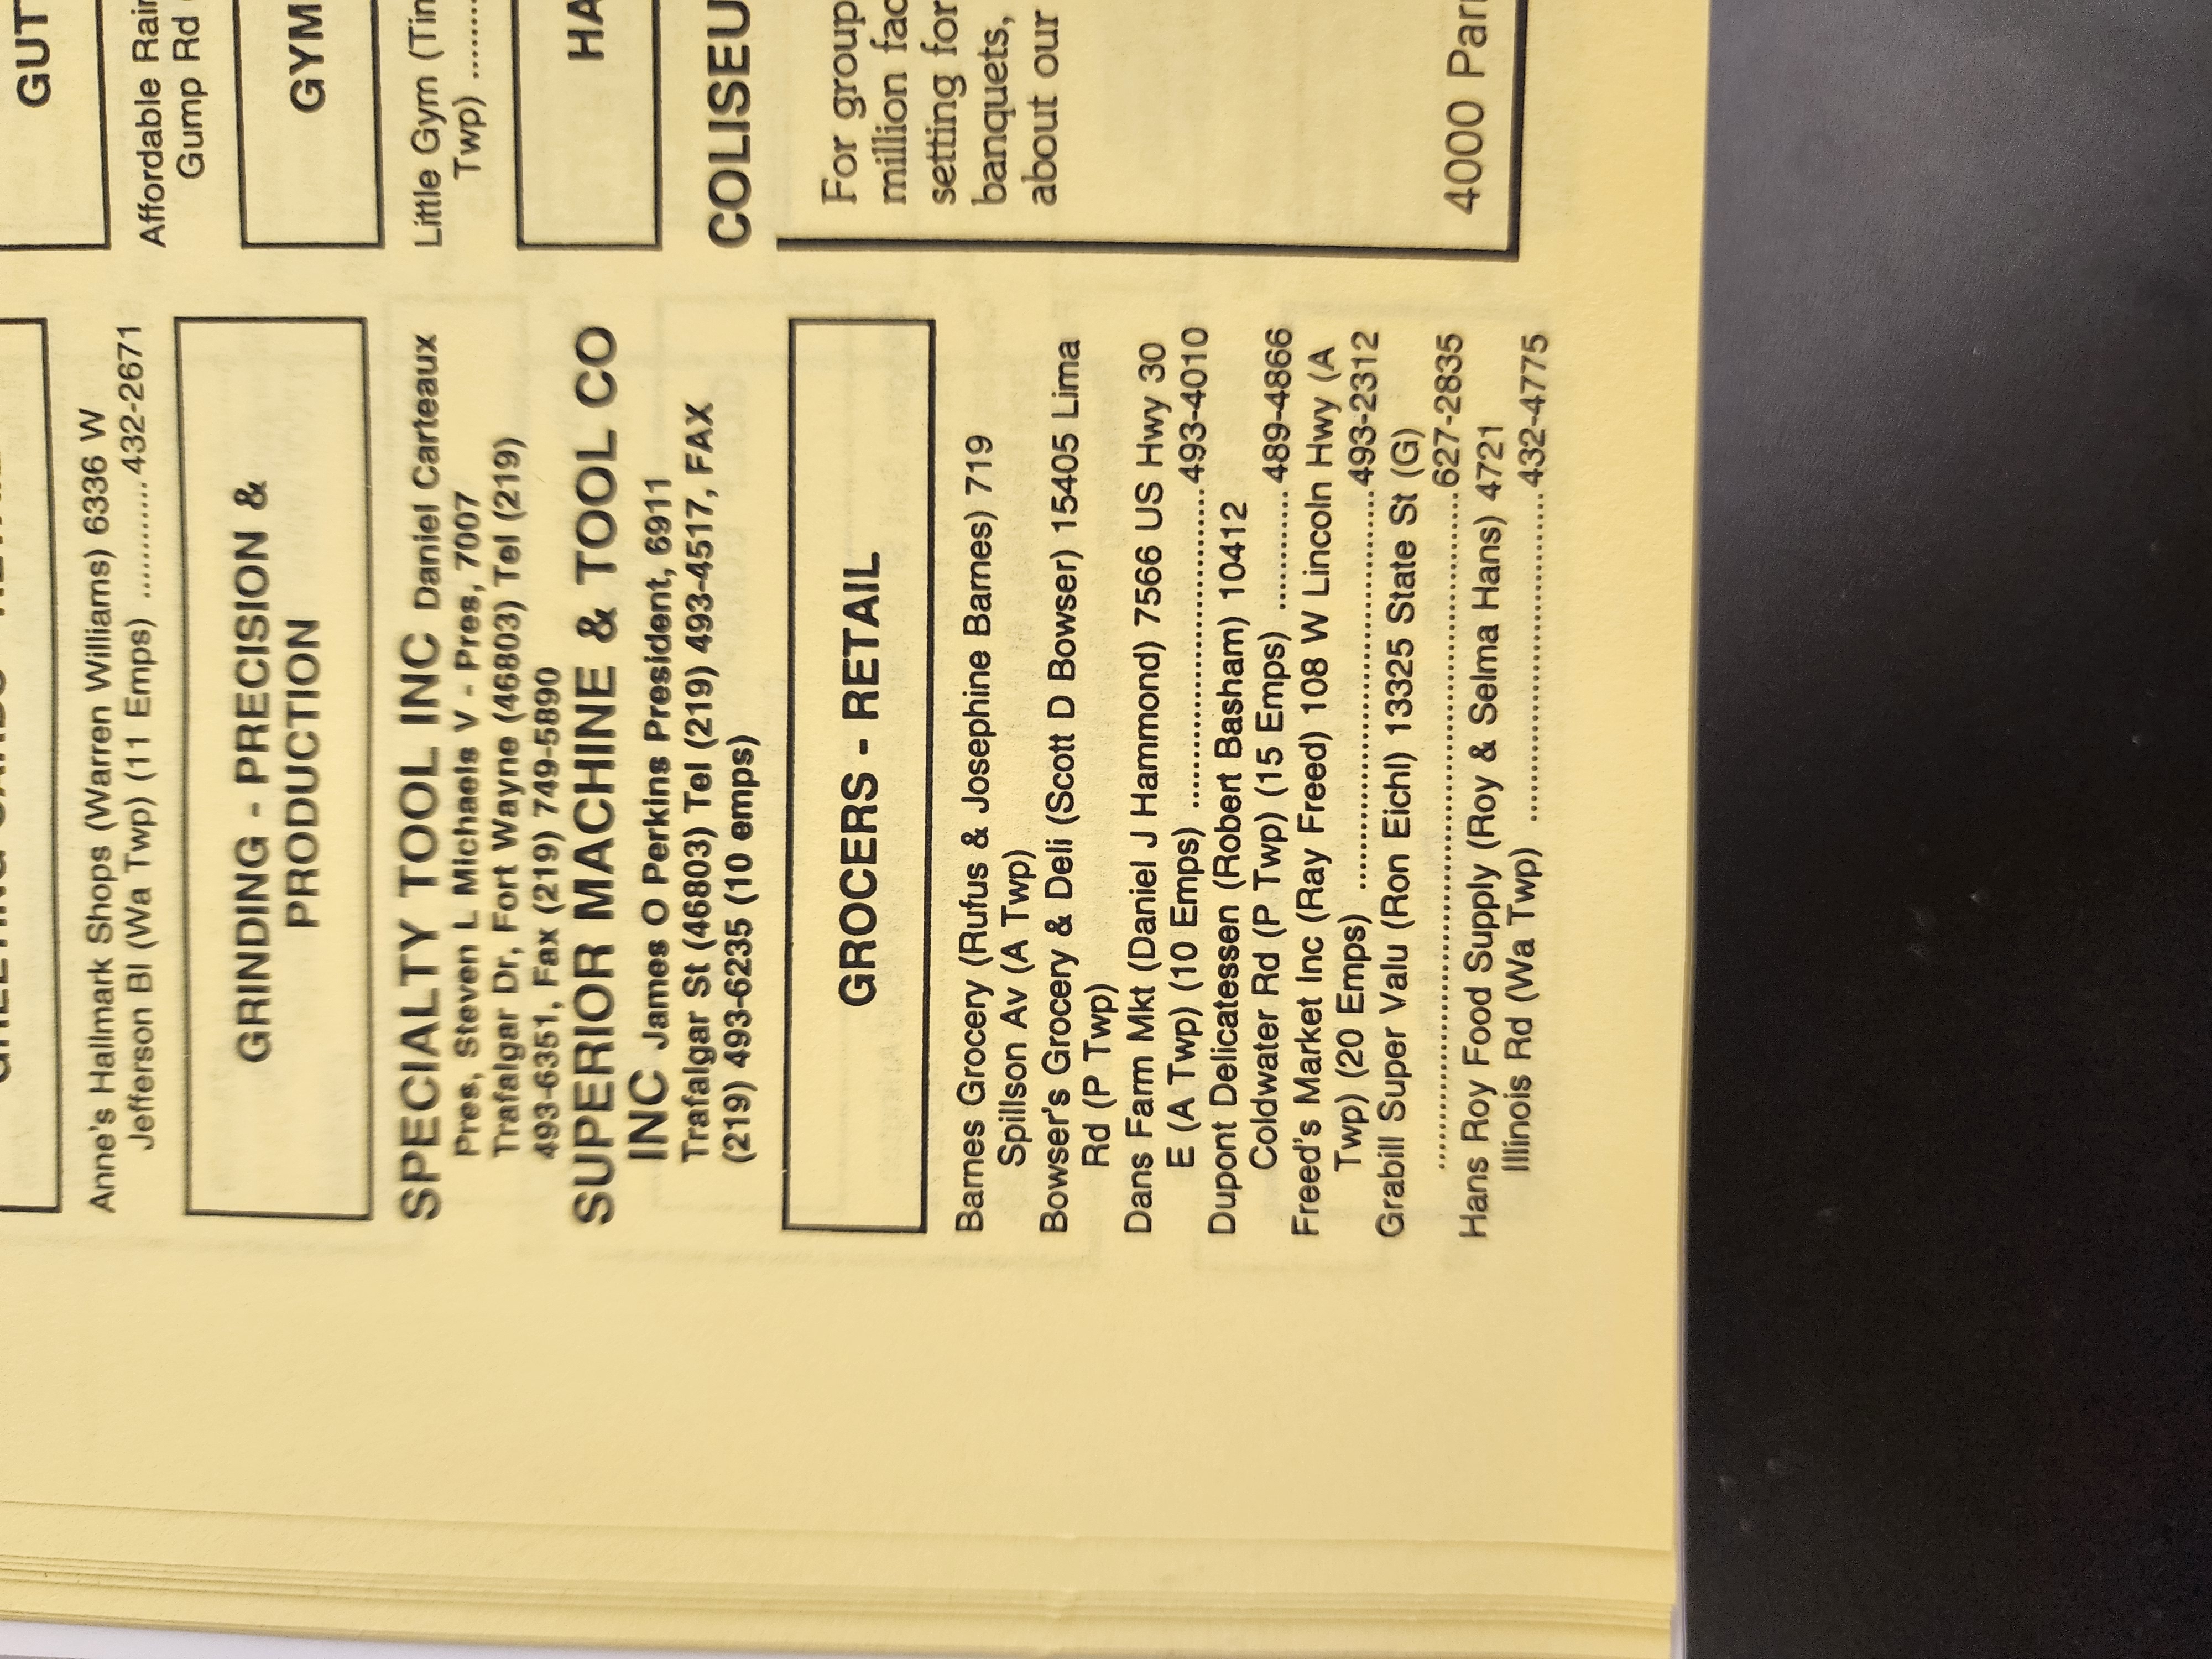 Anne's Hallmark Shops (Warren Williams) 6336 W
Jefferson Bl (Wa Twp) (11 Emps) ............432-2671
GRINDING - PRECISION &
PRODUCTION
SPECIALTY TOOL INC Daniel Carteaux
Pres, Steven L Michaels V - Pres, 7007
Trafalgar Dr, Fort Wayne (46803) Tel (219)
493-6351, Fax (219) 749-5890
SUPERIOR MACHINE & TOOL CO
INC James O Perkins President, 6911
Trafalgar St (46803) Tel (219) 493-4517, FAX
(219) 493-6235 (10 emps)
GROCERS - RETAIL
Barnes Grocery (Rufus & Josephine Barnes) 719
Spillson Av (A Twp)
Bowser's Grocery & Deli (Scott D Bowser) 15405 Lima
Rd (P Twp)
Dans Farm Mkt (Daniel J Hammond) 7566 US Hwy 30
E (A Twp) (10 Emps) ................................493-4010
Dupont Delicatessen (Robert Basham) 10412
Coldwater Rd (P Twp) (15 Emps) ............489-4866
Freed's Market Inc (Ray Freed) 108 W Lincoln Hwy (A
Twp) (20 Emps) ........................................493-2312
Grabill Super Valu (Ron Eichl) 13325 State St (G)
....................................................................627-2835
Hans Roy Food Supply (Roy & Selma Hans) 4721
Illinois Rd (Wa Twp) .................................432-4775
GUT
Affordable Rain
Gump Rd
GYM
Little Gym (Tim
Twp) ........
HA
COLISEU
For group
million fac
setting for
banquets,
about our
4000 Parn